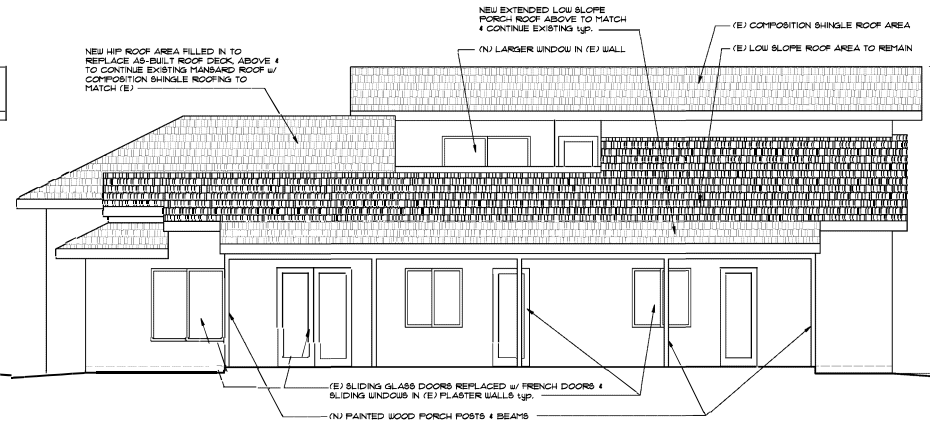 NEW EXTENDED LOW SLOPE
PORCH ROOF ABOVE TO MATCH
& CONTINUE EXISTING typ.
(E) COMPOSITION SHINGLE ROOF AREA
(N) LARGER WINDOW IN (E) WALL
(E) LOW SLOPE ROOF AREA TO REMAIN
NEW HIP ROOF AREA FILLED IN TO
REPLACE AS-BUILT ROOF DECK, ABOVE &
TO CONTINUE EXISTING MANSARD ROOF w/
COMPOSITION SHINGLE ROOFING TO
MATCH (E)
(E) SLIDING GLASS DOORS REPLACED w/ FRENCH DOORS &
SLIDING WINDOWS IN (E) PLASTER WALLS typ.
(N) PAINTED WOOD PORCH POSTS & BEAMS